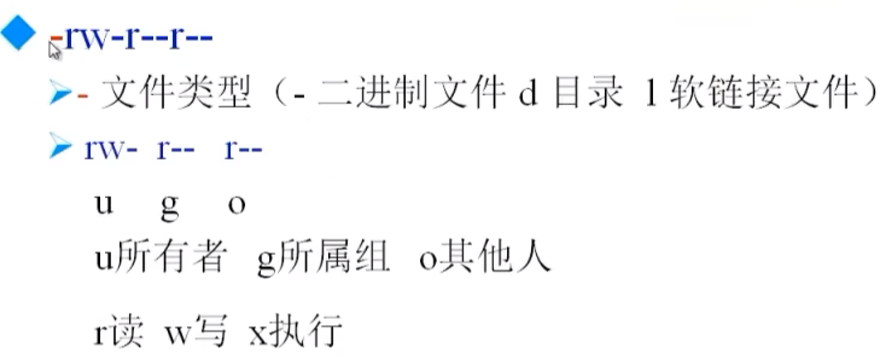 -rw-r--r--
- 文件类型（- 二进制文件 d 目录 l 软链接文件）
rw- r-- r--
u g o
u所有者 g所属组 o其他人
r读 w写 x执行